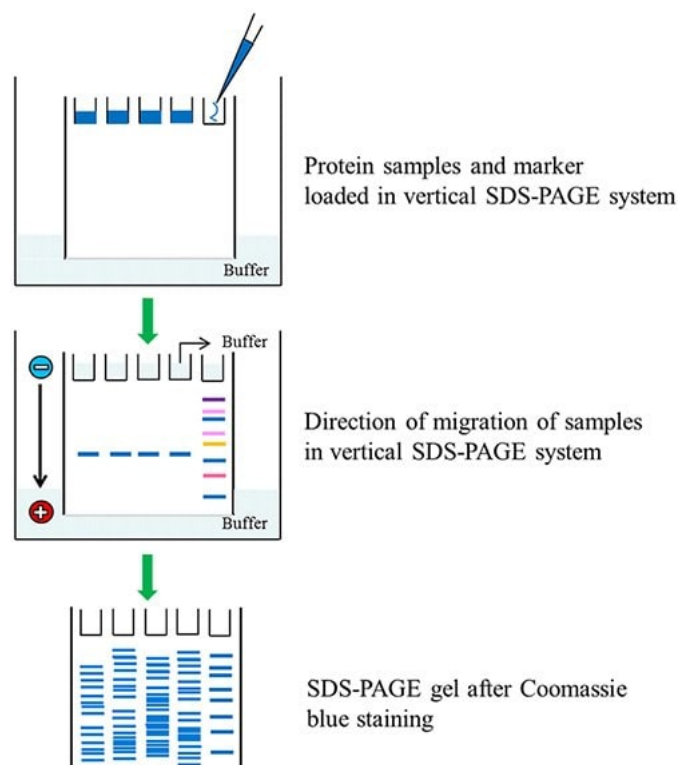 Protein samples and marker
loaded in vertical SDS-PAGE system
Buffer
Buffer
Direction of migration of samples
in vertical SDS-PAGE system
Buffer
SDS-PAGE gel after Coomassie
blue staining